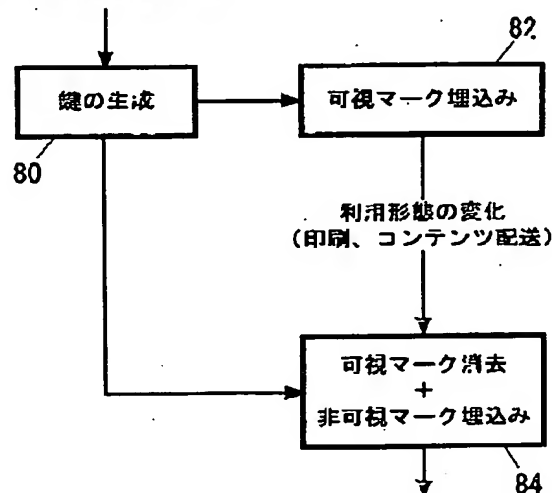 82
鍵の生成
可視マーク埋込み
80
利用形態の変化
(印刷、コンテンツ配送)
可視マーク消去
+
非可視マーク埋込み
84